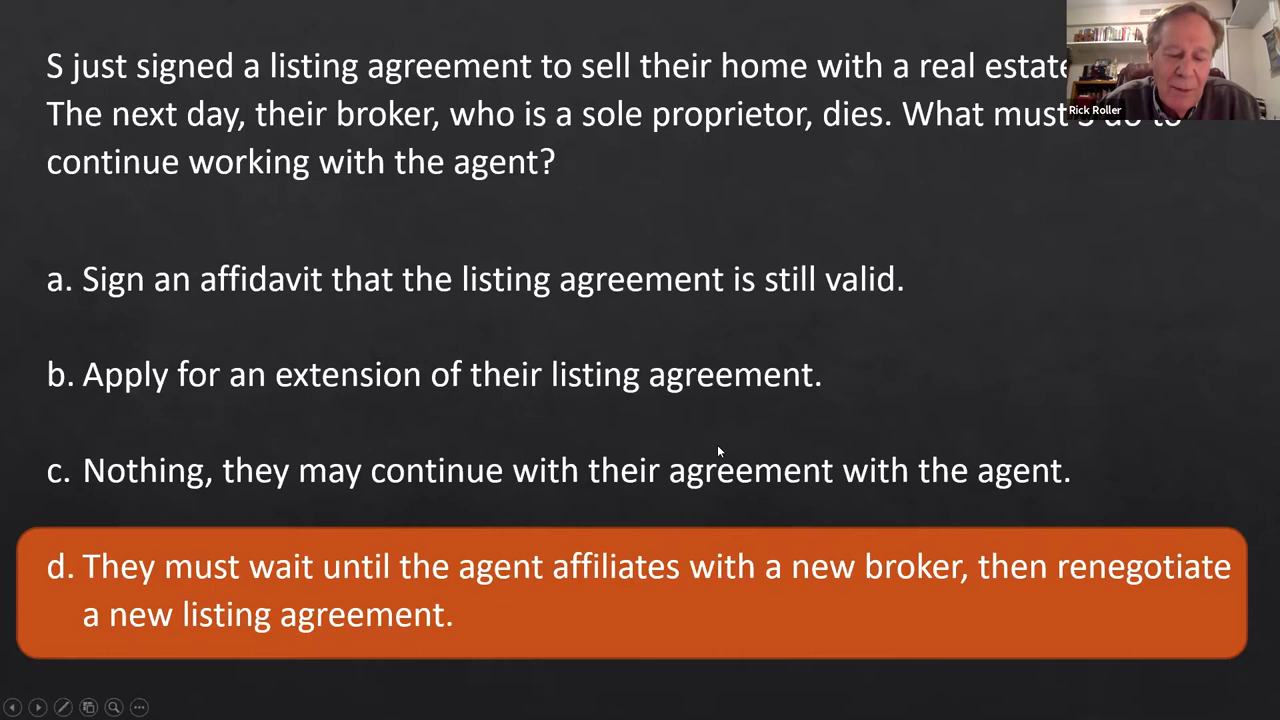 S just signed a listing agreement to sell their home with a real estate
The next day, their broker, who is a sole proprietor, dies. What must
continue working with the agent?
a. Sign an affidavit that the listing agreement is still valid.
b. Apply for an extension of their listing agreement.
c. Nothing, they may continue with their agreement with the agent.
d. They must wait until the agent affiliates with a new broker, then renegotiate
a new listing agreement.
Rick Roller